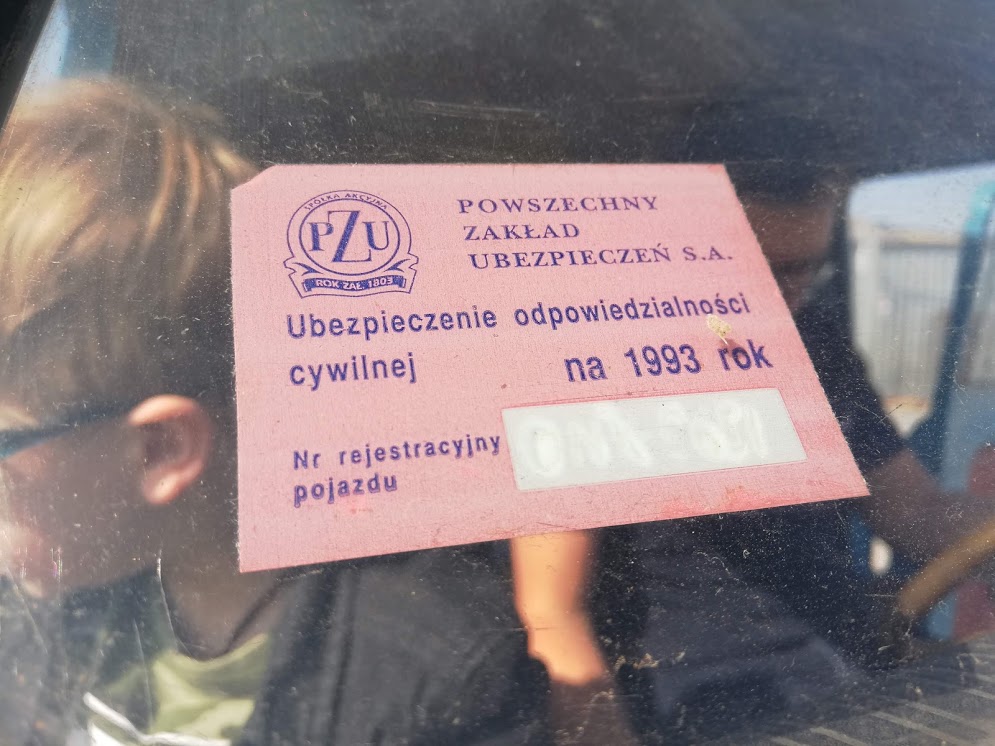 SPÓŁKA AKCYJNA
PZU
ROK ZAŁ. 1803
POWSZECHNY
ZAKŁAD
UBEZPIECZEŃ S.A.
Ubezpieczenie odpowiedzialności
cywilnej na 1993 rok
Nr rejestracyjny
pojazdu